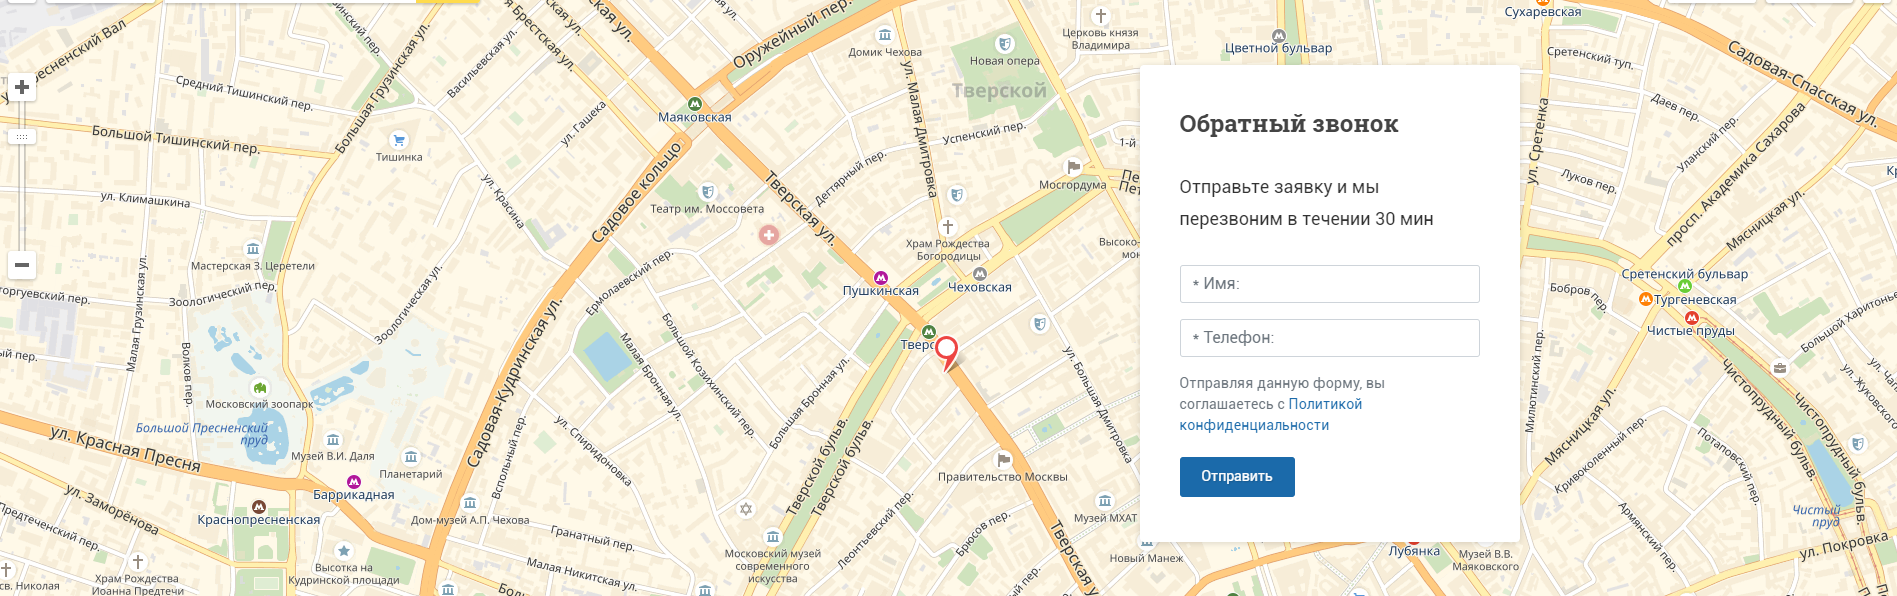 Пресненский Вал
Средний Тишинский пер.
Большой Тишинский пер.
Большая Грузинская ул.
Васильевская ул.
Брестская ул.
ул. Гашека
Тишинка
ул. Климашкина
ул. Красина
Маяковская
Оружейный пер.
Домик Чехова
Церковь князя
Владимира
Новая опера
Тверской
ул. Малая Дмитровка
Успенский пер.
Дегтярный пер.
1-й
Мосгордума
Садовое кольцо
Театр им. Моссовета
Тверская ул.
Храм Рождества
Богородицы
Высоко-
Пушкинская
Чеховская
Мастерская З. Церетели
Зоологический пер.
Зоологическая ул.
Малая Грузинская ул.
Волков пер.
Ермолаевский пер.
Садовая-Кудринская ул.
Малая Бронная ул.
Большой Козихинский пер.
Большая Бронная ул.
ул. Большая Дмитровка
Московский зоопарк
Большой Пресненский
пруд
Музей В.И. Даля
Планетарий
ул. Красная Пресня
Баррикадная
Краснопресненская
ул. Заморёнова
Предтеченский пер.
Вспольный пер.
ул. Спиридоновка
Тверской бульв.
Тверской бульв.
Правительство Москвы
Музей МХАТ
Новый Манеж
Дом-музей А.П. Чехова
Гранатный пер.
Малая Никитская ул.
Московский музей
современного
искусства
Леонтьевский пер.
Брюсов пер.
Тверская ул.
Высотка на
Кудринской площади
Храм Рождества
Иоанна Предтечи
св. Николая
Сухаревская
Цветной бульвар
Сретенский туп.
Садовая-Спасская ул.
Даев пер.
Уланский пер.
просп. Академика Сахарова
ул. Сретенка
Луков пер.
Мясницкая ул.
Сретенский бульвар
Тургеневская
Чистые пруды
Бобров пер.
Большой Харитоньевский
ул. Жуковского
Милютинский пер.
Мясницкая ул.
Чистопрудный бульв.
Чистопрудный бульв.
Кривоколенный пер.
Потаповский пер.
Армянский пер.
Чистый
пруд
ул. Покровка
Лубянка
Музей В.В.
Маяковского
Обратный звонок
Отправьте заявку и мы
перезвоним в течении 30 мин
* Имя:
* Телефон:
Отправляя данную форму, вы
соглашаетесь с Политикой
конфиденциальности
Отправить